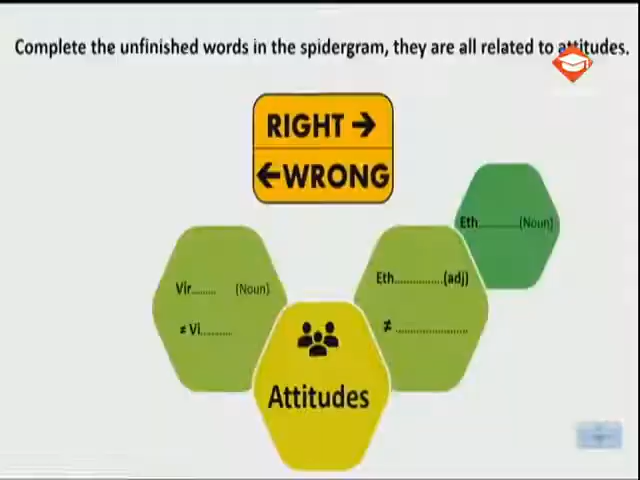 Complete the unfinished words in the spidergram, they are all related to attitudes.
RIGHT →
←WRONG
Eth............(Noun)
Vir....... (Noun)
≠ Vi.........
Eth...............(adj)
≠ ......................
Attitudes